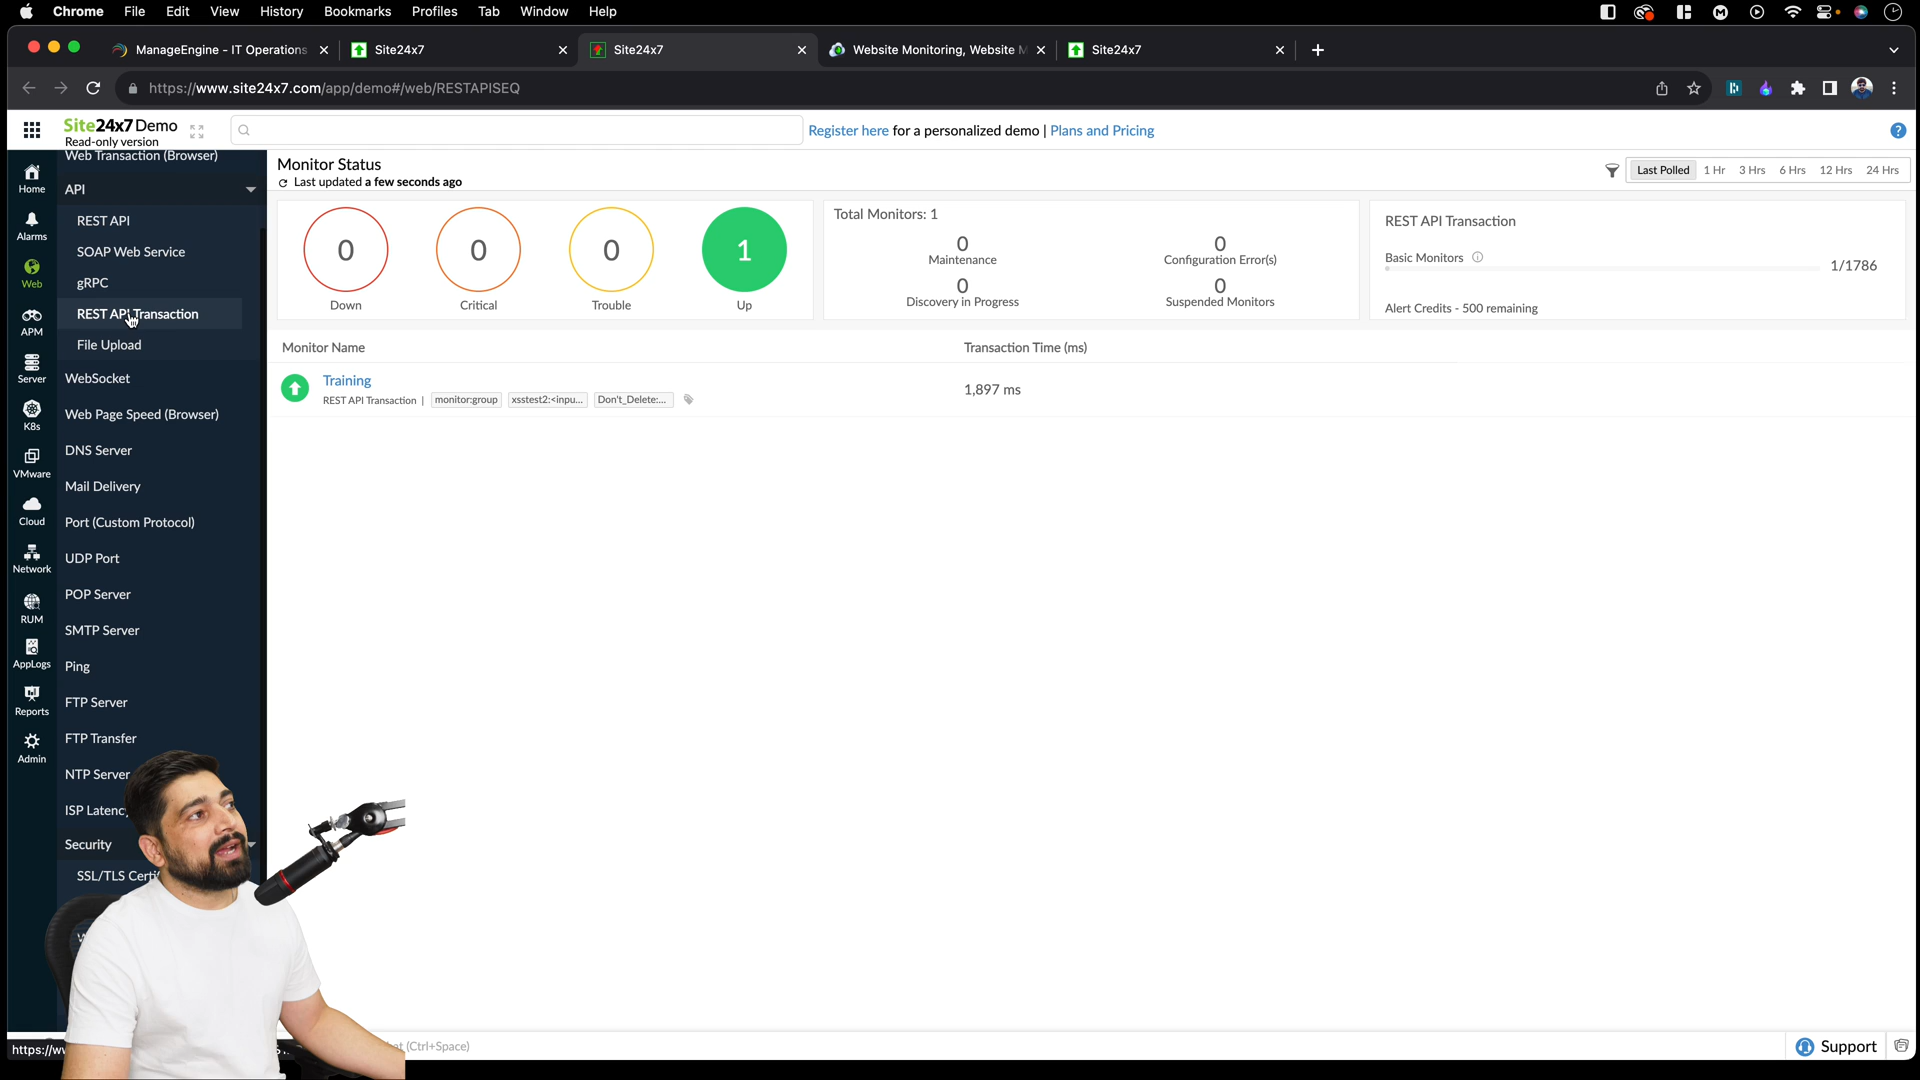 Chrome File Edit View History Bookmarks Profiles Tab Window Help
ManageEngine - IT Operations
Site24x7
Site24x7
Website Monitoring, Website M
Site24x7
https://www.site24x7.com/app/demo#/web/RESTAPISEQ
Site24x7 Demo
Read-only version
Register here for a personalized demo | Plans and Pricing
Home
Alarms
Web
APM
Server
K8s
VMware
Cloud
Network
RUM
AppLogs
Reports
Admin
Web Transaction (Browser)
API
REST API
SOAP Web Service
gRPC
REST API Transaction
File Upload
WebSocket
Web Page Speed (Browser)
DNS Server
Mail Delivery
Port (Custom Protocol)
UDP Port
POP Server
SMTP Server
Ping
FTP Server
FTP Transfer
NTP Server
ISP Latency
Security
SSL/TLS Certi
Monitor Status
Last updated a few seconds ago
Last Polled 1 Hr 3 Hrs 6 Hrs 12 Hrs 24 Hrs
0 0 0 1
Down Critical Trouble Up
Total Monitors: 1
0 0
Maintenance Configuration Error(s)
0 0
Discovery in Progress Suspended Monitors
REST API Transaction
Basic Monitors
1/1786
Alert Credits - 500 remaining
Monitor Name Transaction Time (ms)
Training
1,897 ms
REST API Transaction | monitor:group xsstest2:<inpu... Don't_Delete:...
https://ww
(Ctrl+Space)
Support